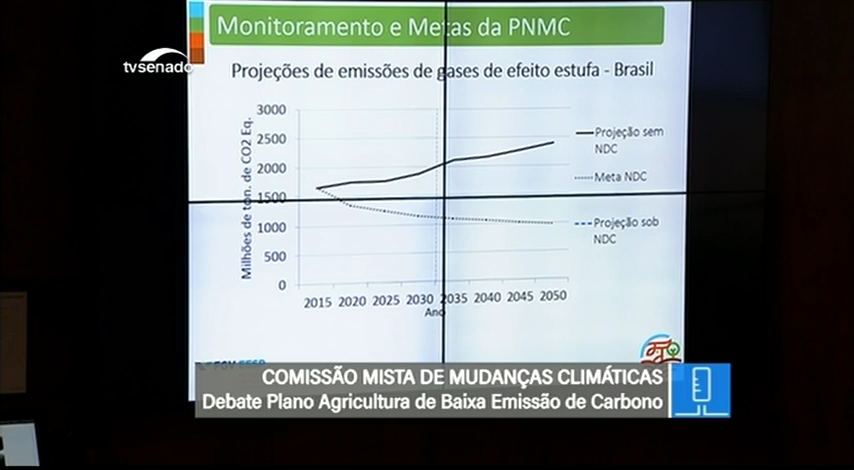 Monitoramento e Metas da PNMC
tvsenado
Projeções de emissões de gases de efeito estufa - Brasil
Milhões de ton. de CO2 Eq.
3000
2500
2000
1500
1000
500
0
2015 2020 2025 2030 2035 2040 2045 2050
Ano
Projeção sem
NDC
Meta NDC
Projeção sob
NDC
COMISSÃO MISTA DE MUDANÇAS CLIMÁTICAS
Debate Plano Agricultura de Baixa Emissão de Carbono